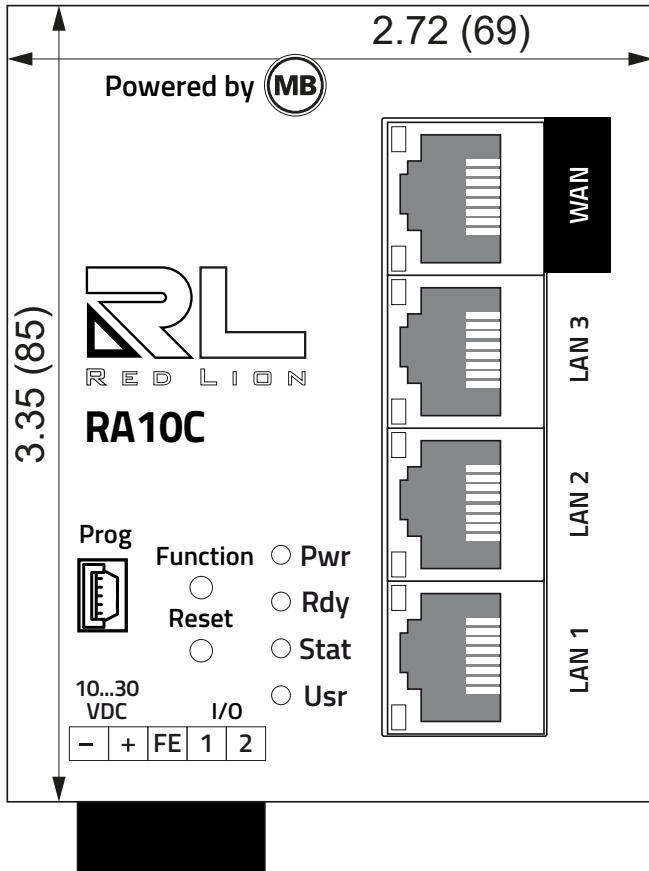 2.72 (69)
Powered by MB
WAN
3.35 (85)
RL
RED LION
RA10C
LAN 3
LAN 2
Prog
Function
Pwr
Rdy
Reset
Stat
LAN 1
Usr
10...30
VDC
I/O
– + FE 1 2